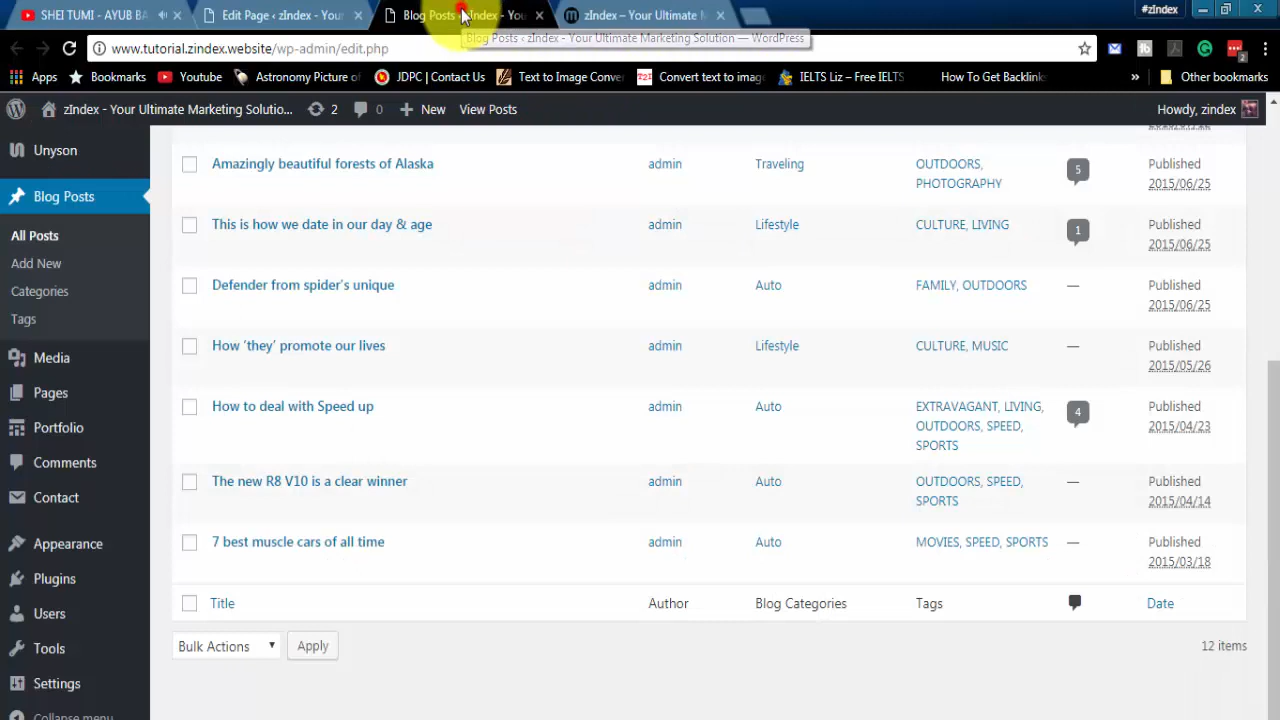 SHEI TUMI - AYUB BA
Edit Page ‹ zIndex - Your
Blog Posts ‹ zIndex - You
zIndex – Your Ultimate M
#zIndex
Blog Posts ‹ zIndex - Your Ultimate Marketing Solution — WordPress
www.tutorial.zindex.website/wp-admin/edit.php
2
Apps
Bookmarks
Youtube
Astronomy Picture of
JDPC | Contact Us
Text to Image Conve
T2I
Convert text to imag
IELTS Liz – Free IELTS
How To Get Backlink
»
Other bookmarks
zIndex - Your Ultimate Marketing Solutio...
2
0
New
View Posts
Howdy, zindex
Unyson
Blog Posts
All Posts
Add New
Categories
Tags
Media
Pages
Portfolio
Comments
Contact
Appearance
Plugins
Users
Tools
Settings
Collapse menu
Amazingly beautiful forests of Alaska
admin
Traveling
OUTDOORS,
PHOTOGRAPHY
5
Published
2015/06/25
This is how we date in our day & age
admin
Lifestyle
CULTURE, LIVING
1
Published
2015/06/25
Defender from spider's unique
admin
Auto
FAMILY, OUTDOORS
—
Published
2015/06/25
How 'they' promote our lives
admin
Lifestyle
CULTURE, MUSIC
—
Published
2015/05/26
How to deal with Speed up
admin
Auto
EXTRAVAGANT, LIVING,
OUTDOORS, SPEED,
SPORTS
4
Published
2015/04/23
The new R8 V10 is a clear winner
admin
Auto
OUTDOORS, SPEED,
SPORTS
—
Published
2015/04/14
7 best muscle cars of all time
admin
Auto
MOVIES, SPEED, SPORTS
—
Published
2015/03/18
Title
Author
Blog Categories
Tags
Date
Bulk Actions
Apply
12 items